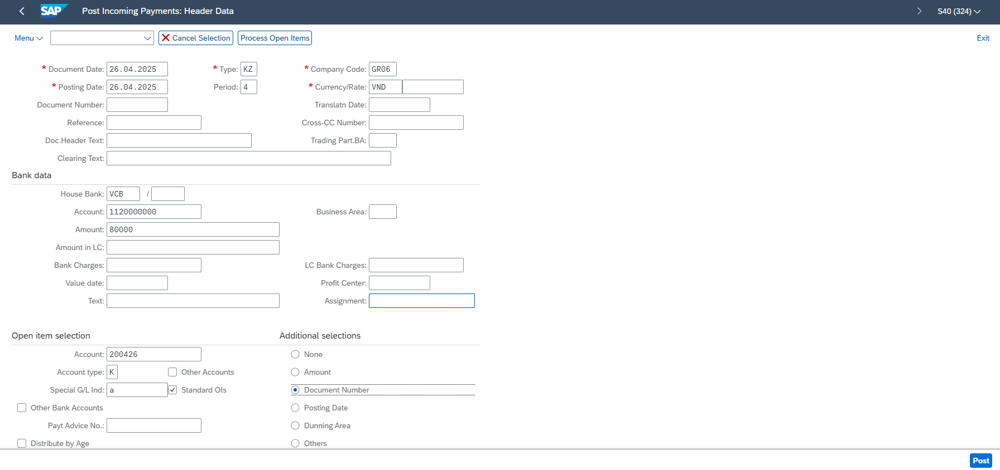 SAP Post Incoming Payments: Header Data S40 (324)
Menu Cancel Selection Process Open Items Exit
* Document Date: 26.04.2025 * Type: KZ * Company Code: GR06
* Posting Date: 26.04.2025 Period: 4 * Currency/Rate: VND
Document Number: Translatn Date:
Reference: Cross-CC Number:
Doc.Header Text: Trading Part.BA:
Clearing Text:
Bank data
House Bank: VCB /
Account: 1120000000 Business Area:
Amount: 80000
Amount in LC:
Bank Charges: LC Bank Charges:
Value date: Profit Center:
Text: Assignment:
Open item selection Additional selections
Account: 200426 None
Account type: K Other Accounts Amount
Special G/L Ind: a Standard OIs Document Number
Other Bank Accounts Posting Date
Payt Advice No.: Dunning Area
Distribute by Age Others
Post